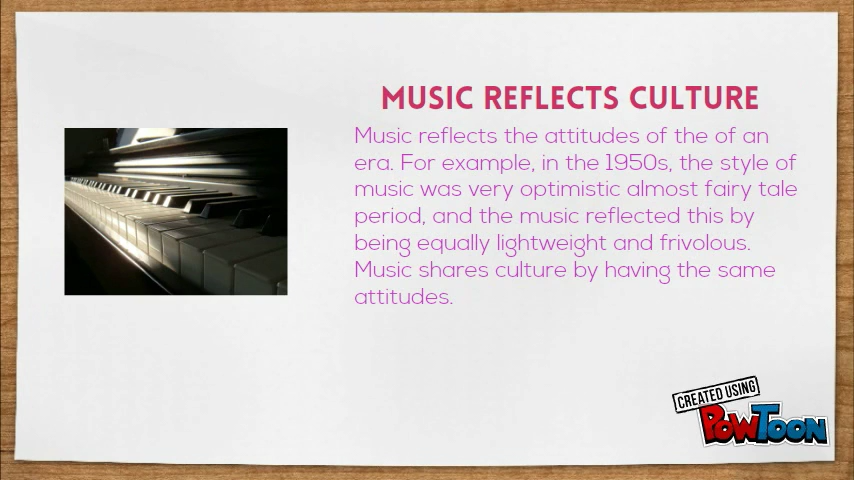 MUSIC REFLECTS CULTURE
Music reflects the attitudes of the of an
era. For example, in the 1950s, the style of
music was very optimistic almost fairy tale
period, and the music reflected this by
being equally lightweight and frivolous.
Music shares culture by having the same
attitudes.
CREATED USING
POWTOON